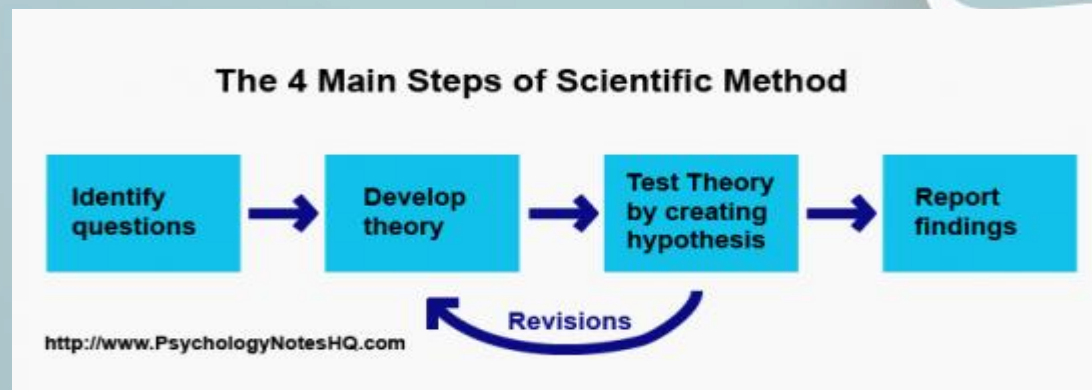 The 4 Main Steps of Scientific Method
Identify
questions
Develop
theory
Test Theory
by creating
hypothesis
Report
findings
Revisions
http://www.PsychologyNotesHQ.com